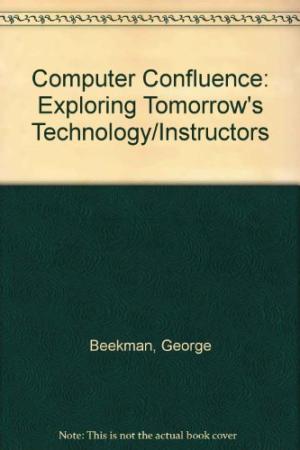 Computer Confluence:
Exploring Tomorrow's
Technology/Instructors
Beekman, George
Note: This is not the actual book cover